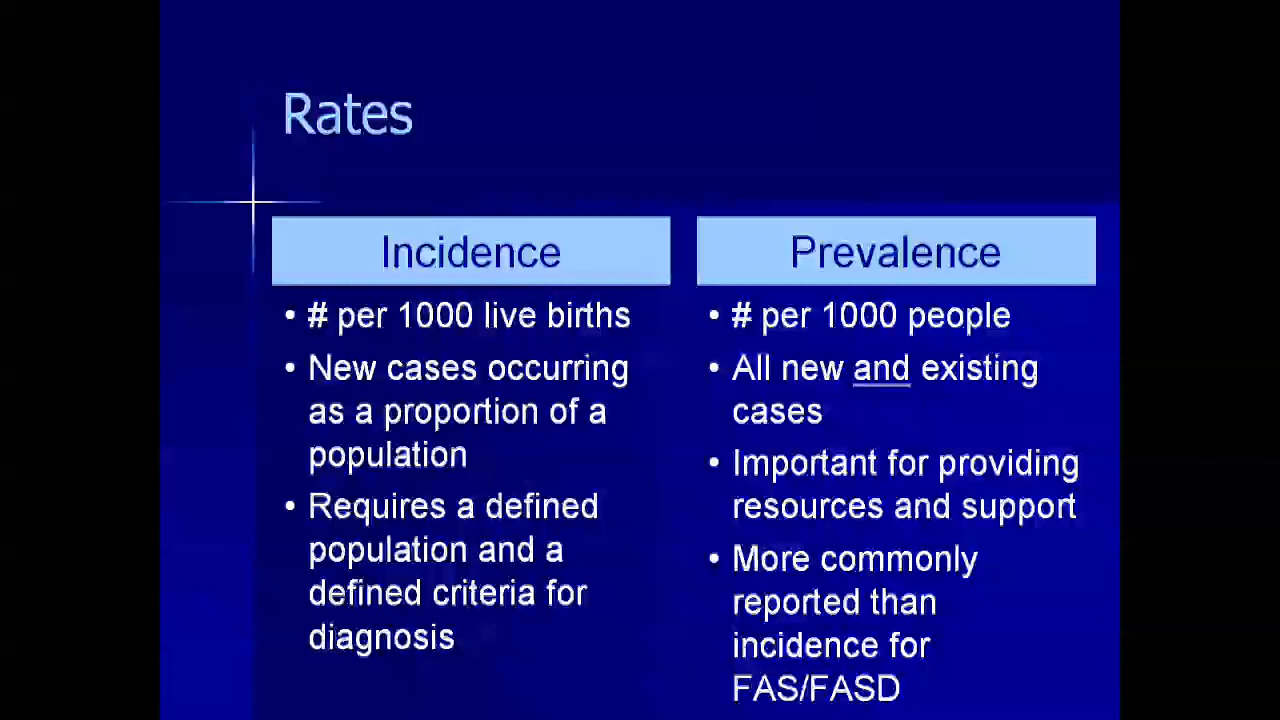 Rates
Incidence
• # per 1000 live births
• New cases occurring
as a proportion of a
population
• Requires a defined
population and a
defined criteria for
diagnosis
Prevalence
• # per 1000 people
• All new and existing
cases
• Important for providing
resources and support
• More commonly
reported than
incidence for
FAS/FASD